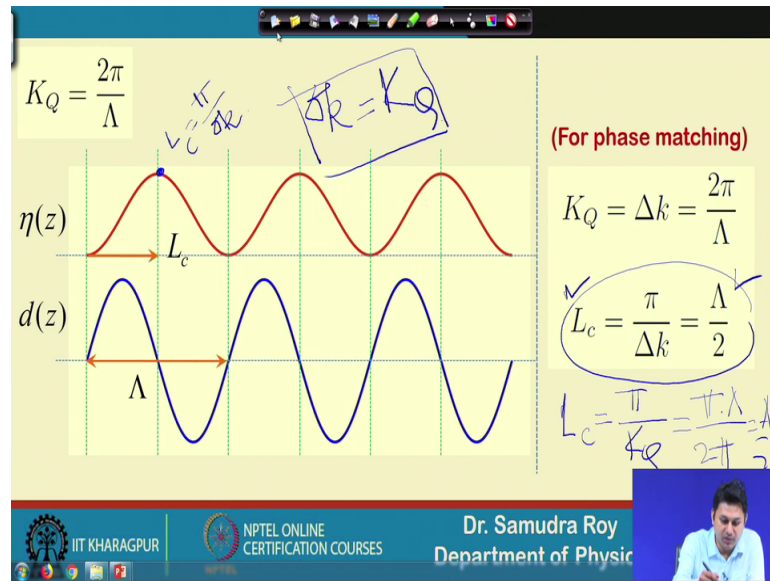 K_Q = 2π/Λ
L_c = π/Δk
Δk = K_Q
η(z)
L_c
d(z)
Λ
(For phase matching)
K_Q = Δk = 2π/Λ
L_c = π/Δk = Λ/2
L_c = π/K_Q = π·Λ/2π = Λ/2
IIT KHARAGPUR
NPTEL
NPTEL ONLINE
CERTIFICATION COURSES
Dr. Samudra Roy
Department of Physic